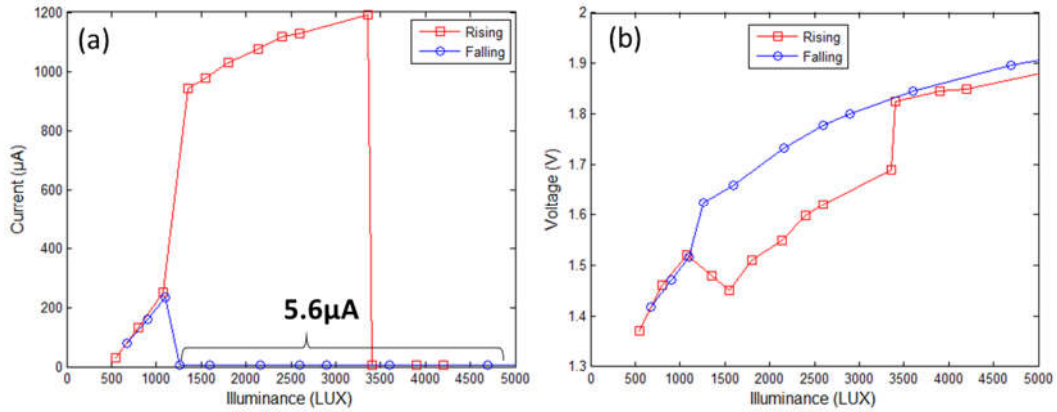 (a)
Rising
Falling
5.6µA
Current (µA)
1200
1000
800
600
400
200
0
0 500 1000 1500 2000 2500 3000 3500 4000 4500 5000
Illuminance (LUX)
(b)
Rising
Falling
Voltage (V)
2
1.9
1.8
1.7
1.6
1.5
1.4
1.3
0 500 1000 1500 2000 2500 3000 3500 4000 4500 5000
Illuminance (LUX)